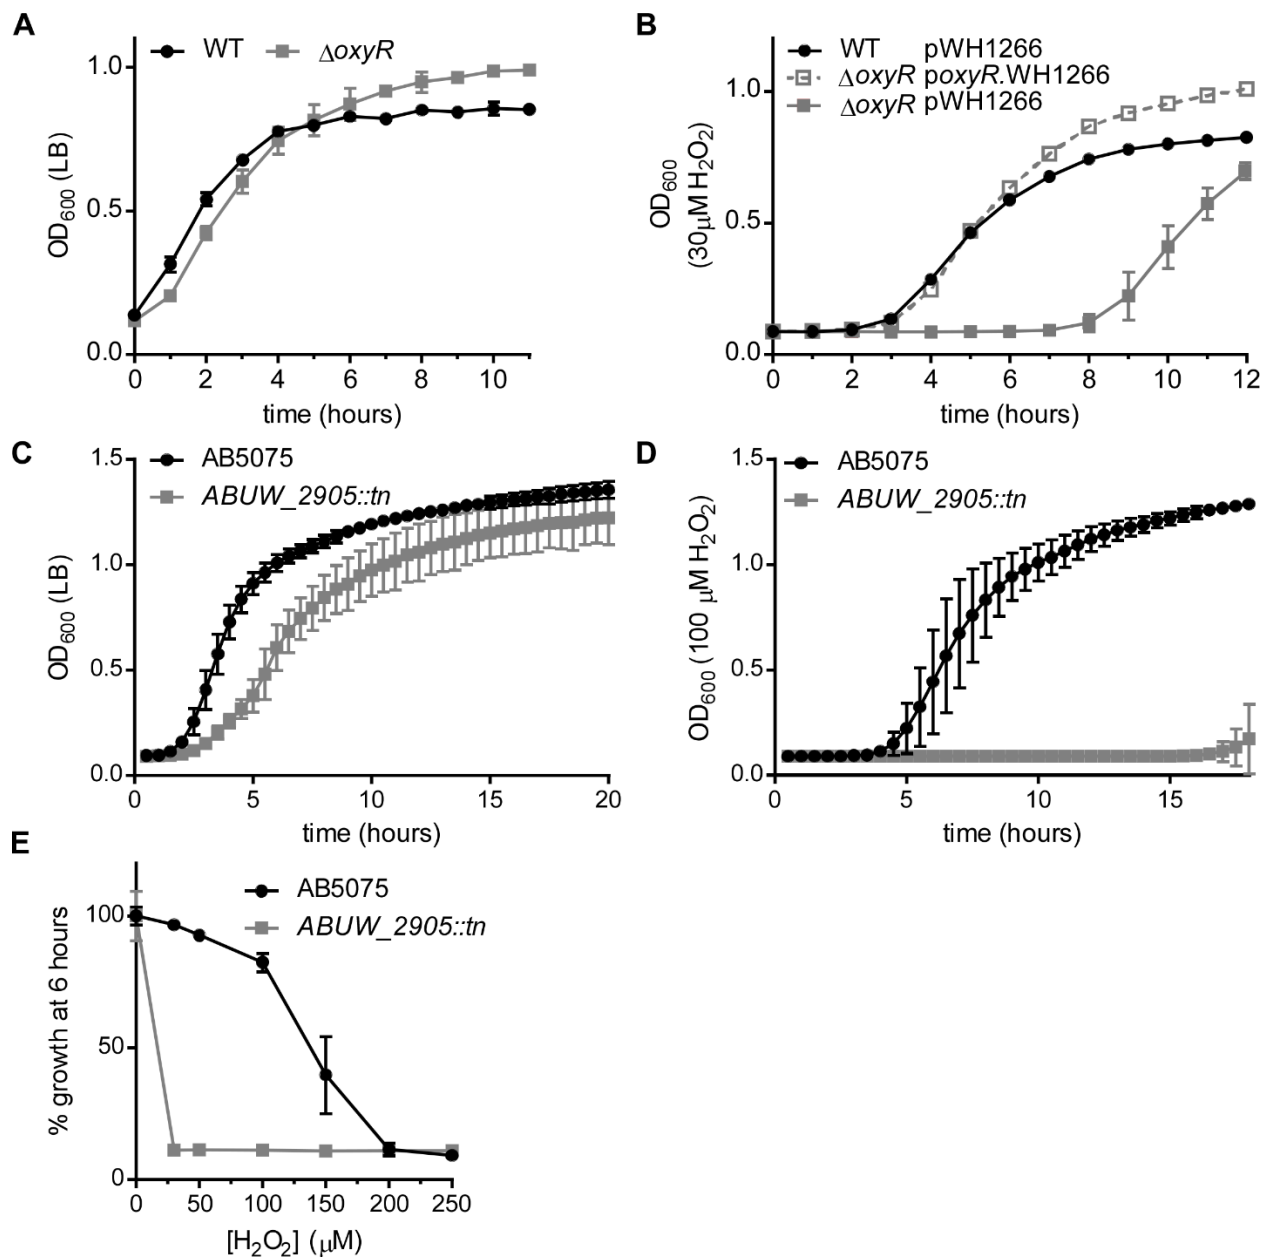 A
WT ΔoxyR
1.0
0.5
0.0
OD600 (LB)
0 2 4 6 8 10
time (hours)
B
WT pWH1266
ΔoxyR poxyR.WH1266
ΔoxyR pWH1266
1.0
0.5
0.0
OD600
(30μM H2O2)
0 2 4 6 8 10 12
time (hours)
C
AB5075
ABUW_2905::tn
1.5
1.0
0.5
0.0
OD600 (LB)
0 5 10 15 20
time (hours)
D
AB5075
ABUW_2905::tn
1.5
1.0
0.5
0.0
OD600 (100 μM H2O2)
0 5 10 15
time (hours)
E
AB5075
ABUW_2905::tn
100
50
0
% growth at 6 hours
0 50 100 150 200 250
[H2O2] (μM)